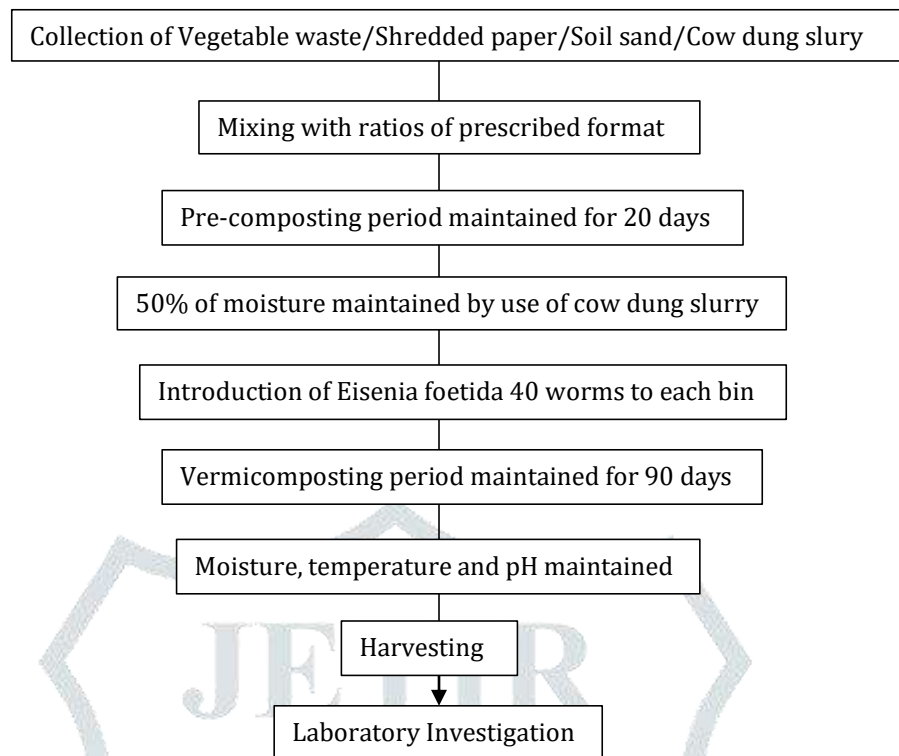 Collection of Vegetable waste/Shredded paper/Soil sand/Cow dung slury
Mixing with ratios of prescribed format
Pre-composting period maintained for 20 days
50% of moisture maintained by use of cow dung slurry
Introduction of Eisenia foetida 40 worms to each bin
Vermicomposting period maintained for 90 days
Moisture, temperature and pH maintained
Harvesting
Laboratory Investigation